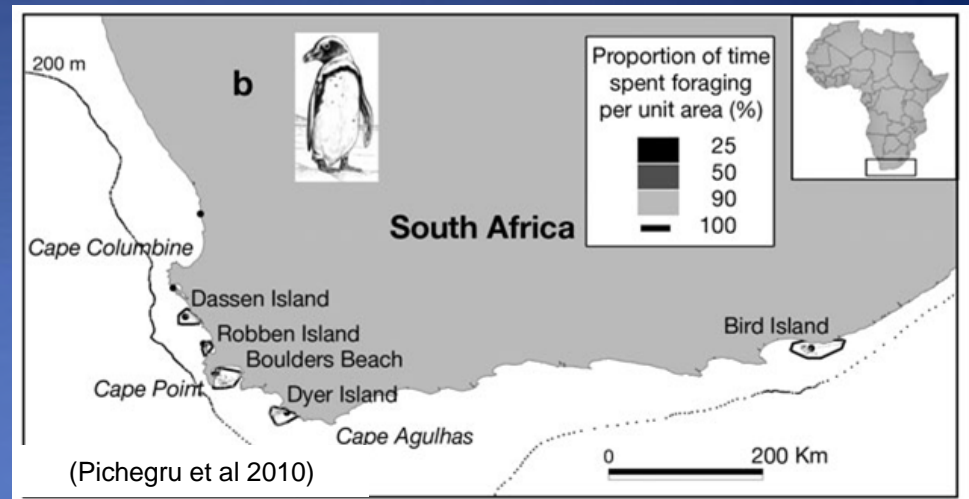 200 m
b
Proportion of time
spent foraging
per unit area (%)
25
50
90
100
South Africa
Cape Columbine
Dassen Island
Robben Island
Boulders Beach
Cape Point
Dyer Island
Cape Agulhas
Bird Island
0 200 Km
(Pichegru et al 2010)